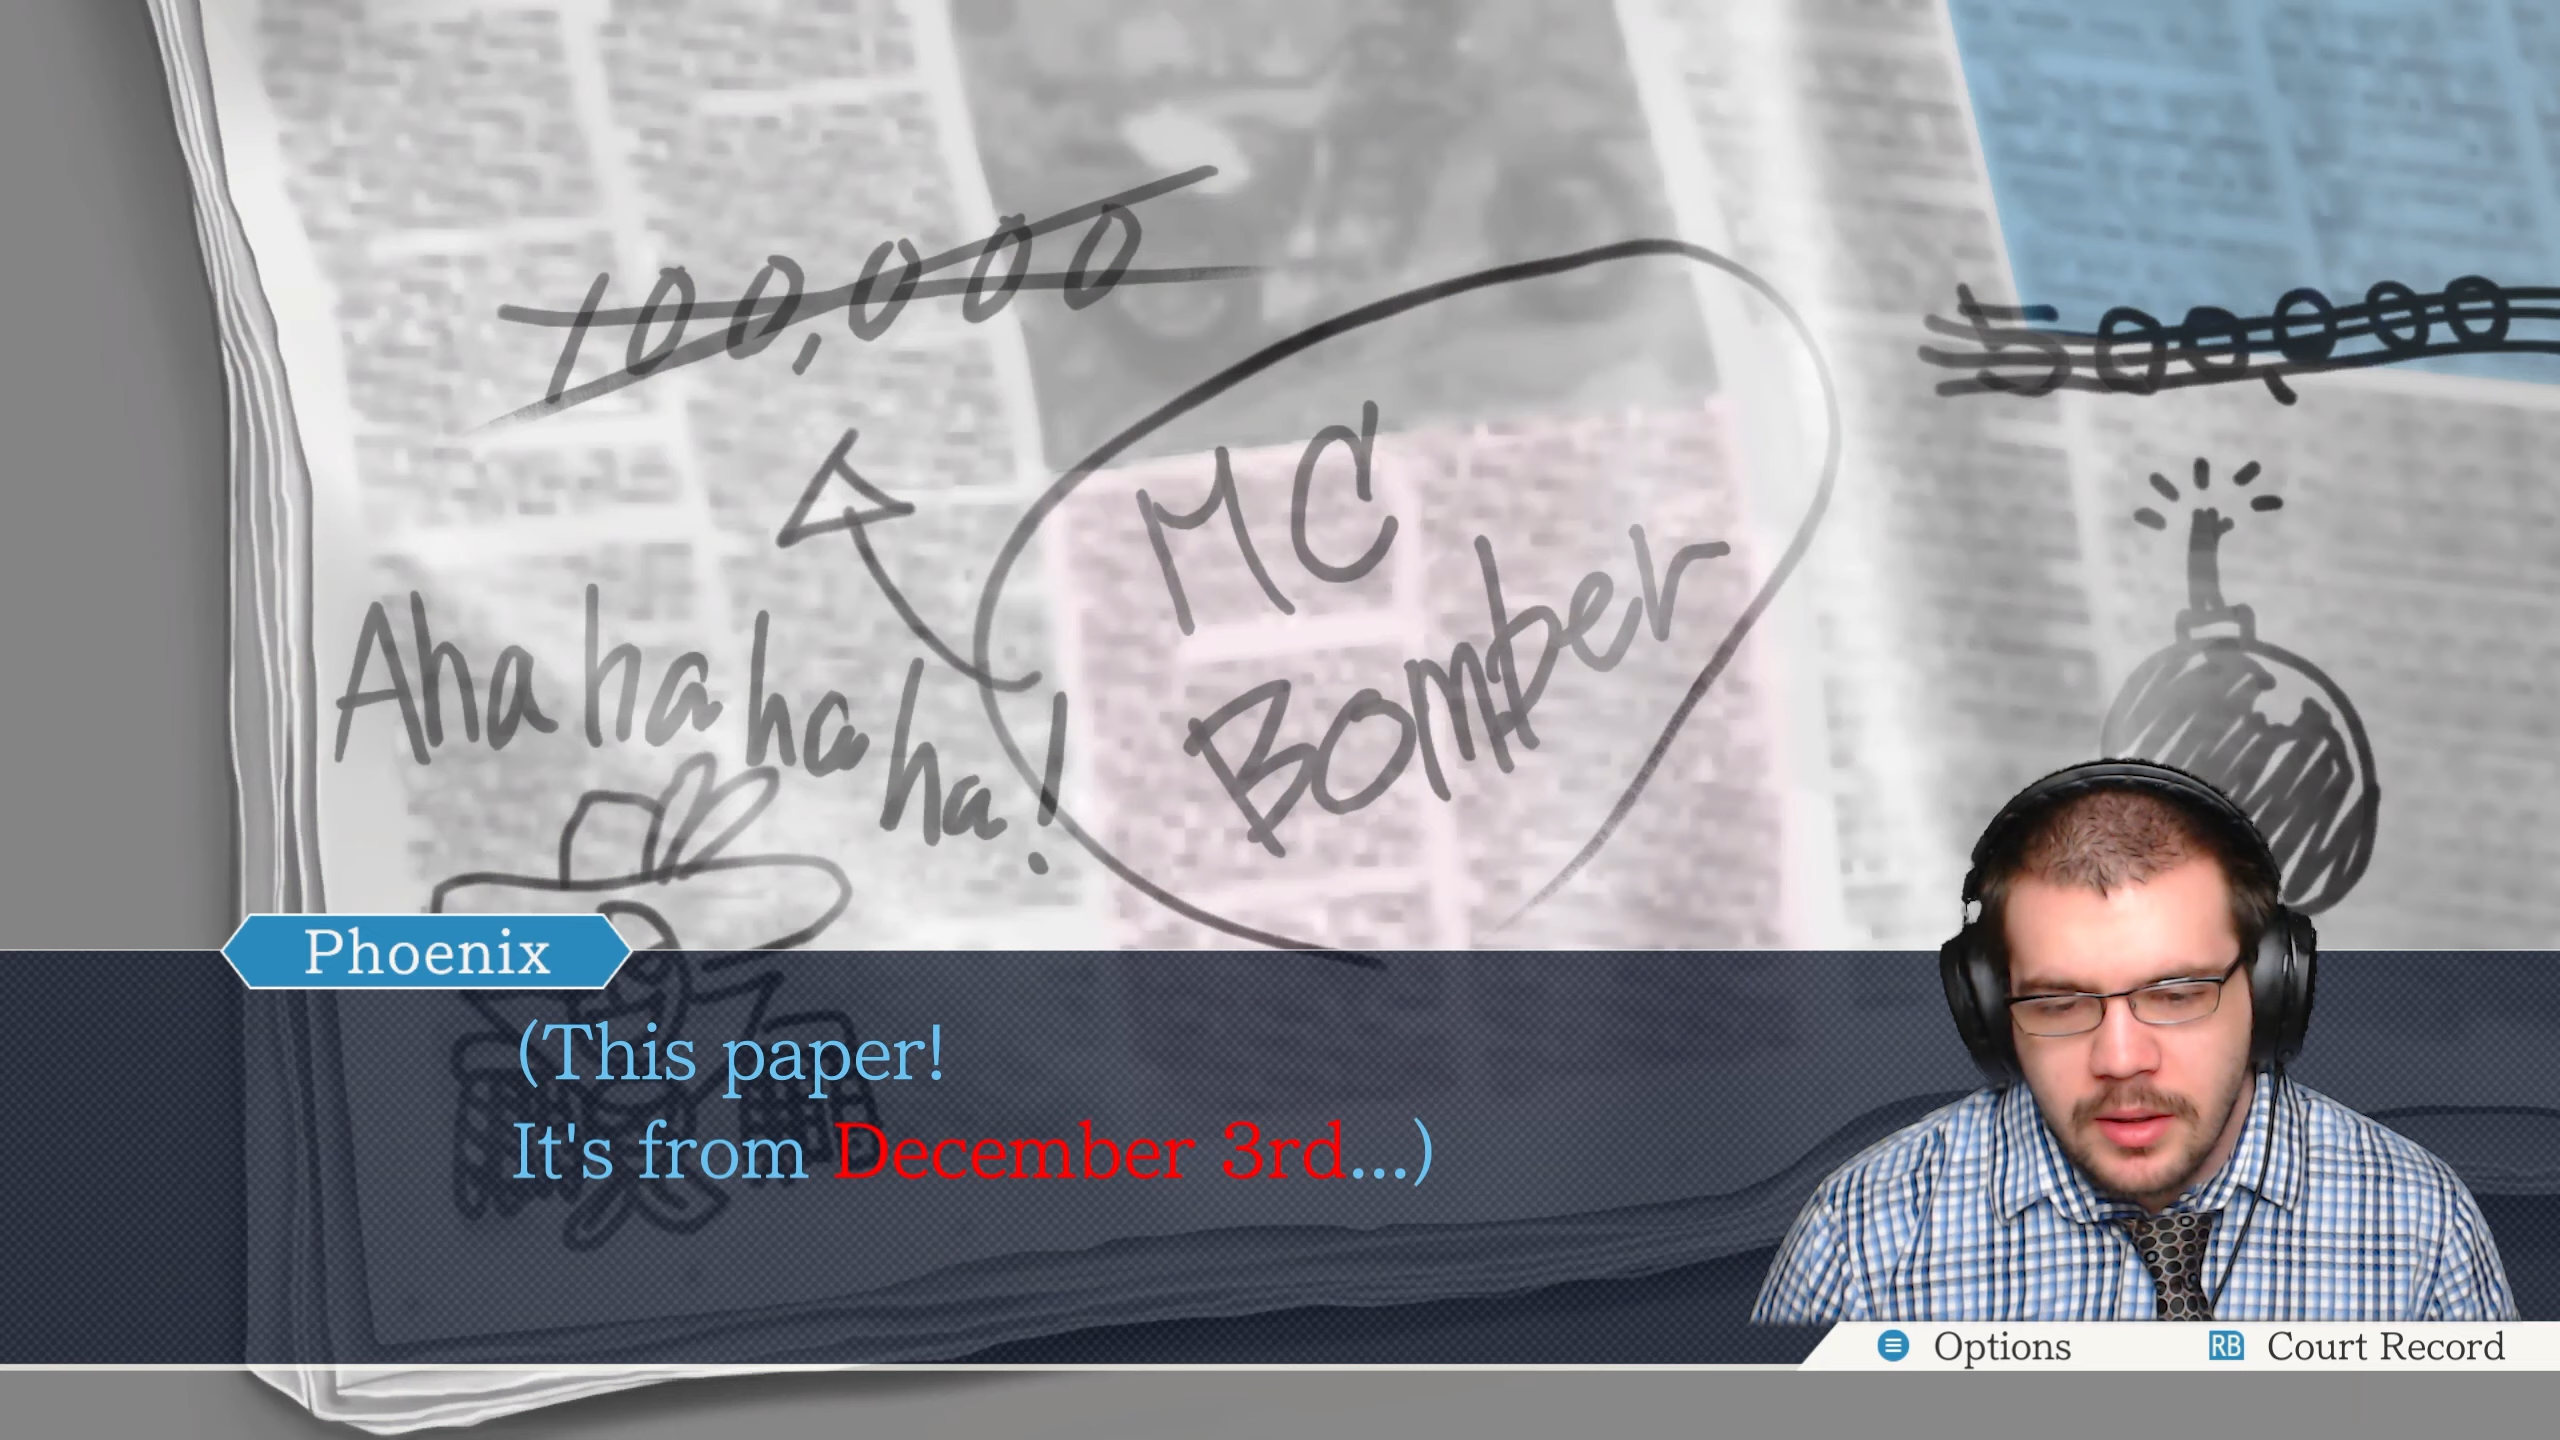 100,000
500,000
MC
Bomber
Ahahahaha!
Phoenix
(This paper!
It's from December 3rd...)
Options
RB Court Record